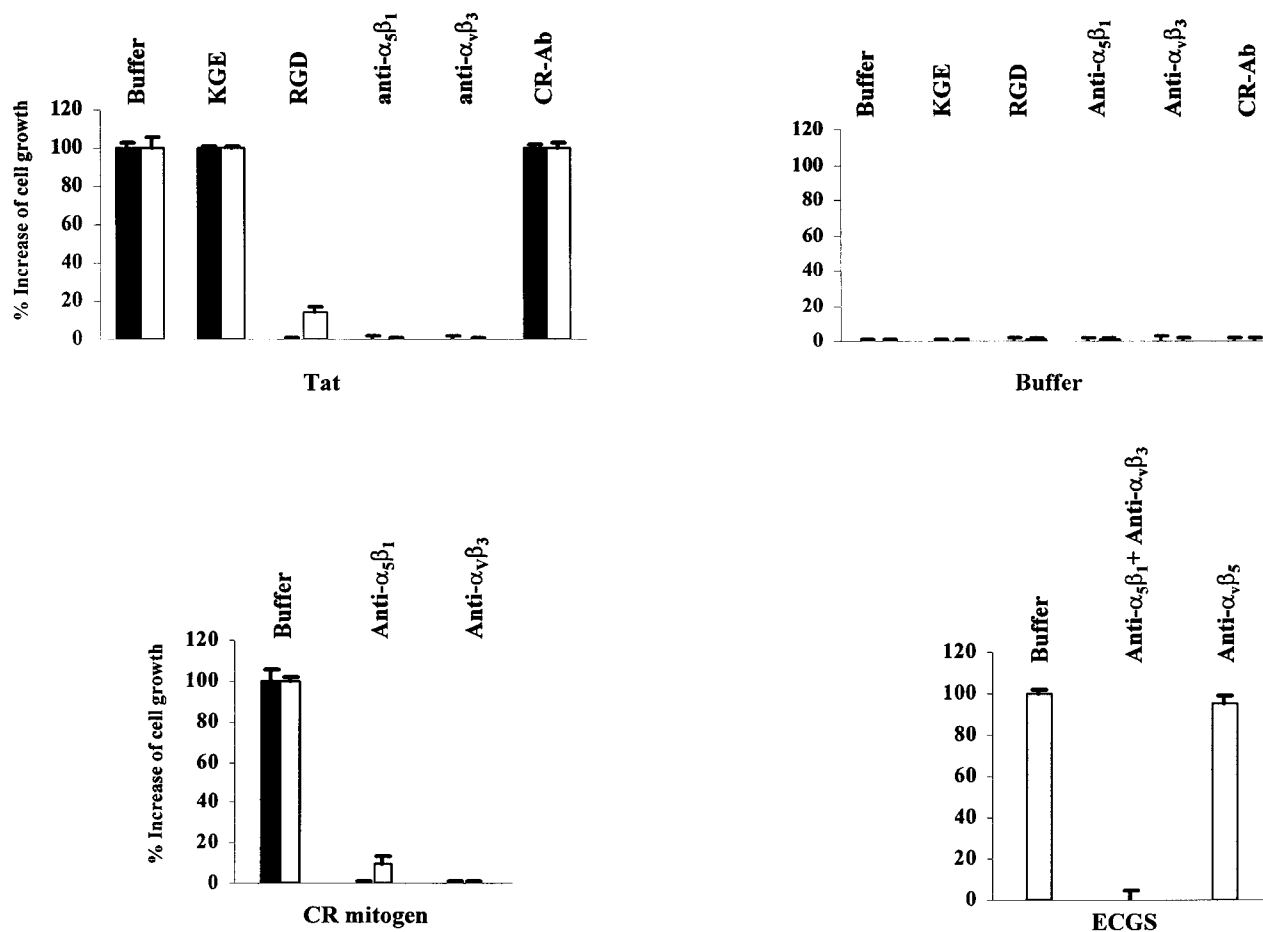 Buffer
KGE
RGD
anti-α5β1
anti-αvβ3
CR-Ab
% Increase of cell growth
120
100
80
60
40
20
0
Tat
Buffer
KGE
RGD
Anti-α5β1
Anti-αvβ3
CR-Ab
120
100
80
60
40
20
0
Buffer
Buffer
Anti-α5β1
Anti-αvβ3
% Increase of cell growth
120
100
80
60
40
20
0
CR mitogen
Buffer
Anti-α5β1+ Anti-αvβ3
Anti-αvβ5
120
100
80
60
40
20
0
ECGS